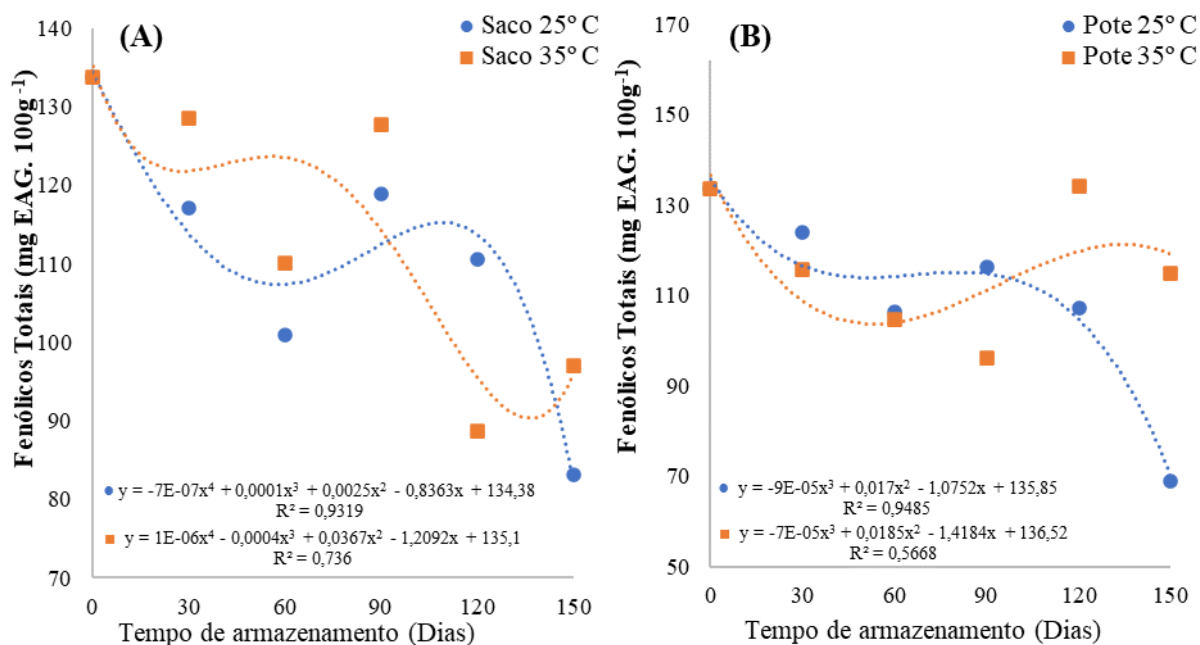 (A)
Saco 25° C
Saco 35° C
Fenólicos Totais (mg EAG. 100g-1)
140
130
120
110
100
90
80
70
y = -7E-07x4 + 0,0001x3 + 0,0025x2 - 0,8363x + 134,38
R2 = 0,9319
y = 1E-06x4 - 0,0004x3 + 0,0367x2 - 1,2092x + 135,1
R2 = 0,736
0 30 60 90 120 150
Tempo de armazenamento (Dias)
(B)
Pote 25° C
Pote 35° C
Fenólicos Totais (mg EAG. 100g-1)
170
150
130
110
90
70
50
y = -9E-05x3 + 0,017x2 - 1,0752x + 135,85
R2 = 0,9485
y = -7E-05x3 + 0,0185x2 - 1,4184x + 136,52
R2 = 0,5668
0 30 60 90 120 150
Tempo de armazenamento (Dias)